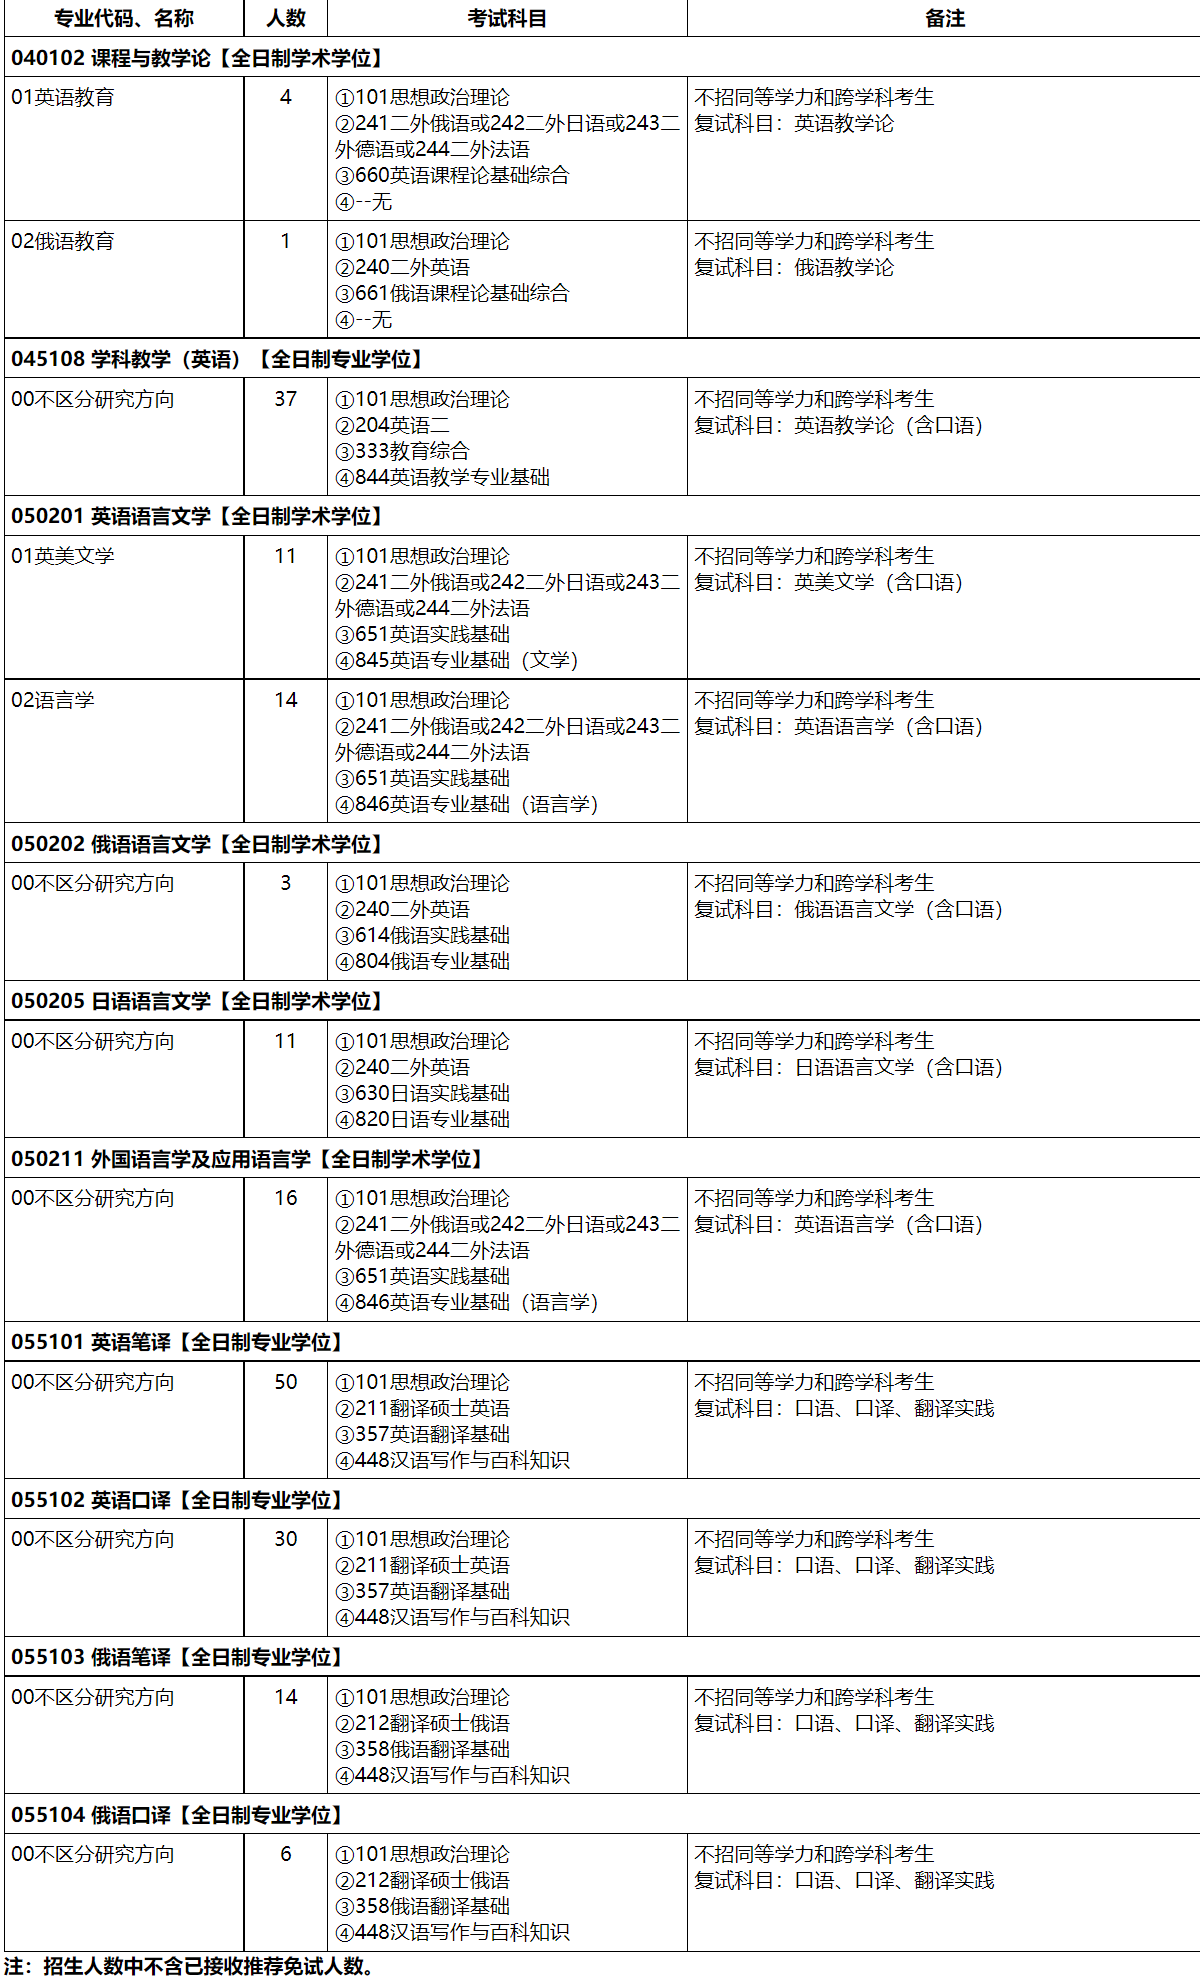 专业代码、名称 人数 考试科目 备注
040102 课程与教学论【全日制学术学位】
01英语教育 4 ①101思想政治理论 不招同等学力和跨学科考生
②241二外俄语或242二外日语或243二 复试科目：英语教学论
外德语或244二外法语
③660英语课程论基础综合
④--无
02俄语教育 1 ①101思想政治理论 不招同等学力和跨学科考生
②240二外英语 复试科目：俄语教学论
③661俄语课程论基础综合
④--无
045108 学科教学（英语）【全日制专业学位】
00不区分研究方向 37 ①101思想政治理论 不招同等学力和跨学科考生
②204英语二 复试科目：英语教学论（含口语）
③333教育综合
④844英语教学专业基础
050201 英语语言文学【全日制学术学位】
01英美文学 11 ①101思想政治理论 不招同等学力和跨学科考生
②241二外俄语或242二外日语或243二 复试科目：英美文学（含口语）
外德语或244二外法语
③651英语实践基础
④845英语专业基础（文学）
02语言学 14 ①101思想政治理论 不招同等学力和跨学科考生
②241二外俄语或242二外日语或243二 复试科目：英语语言学（含口语）
外德语或244二外法语
③651英语实践基础
④846英语专业基础（语言学）
050202 俄语语言文学【全日制学术学位】
00不区分研究方向 3 ①101思想政治理论 不招同等学力和跨学科考生
②240二外英语 复试科目：俄语语言文学（含口语）
③614俄语实践基础
④804俄语专业基础
050205 日语语言文学【全日制学术学位】
00不区分研究方向 11 ①101思想政治理论 不招同等学力和跨学科考生
②240二外英语 复试科目：日语语言文学（含口语）
③630日语实践基础
④820日语专业基础
050211 外国语言学及应用语言学【全日制学术学位】
00不区分研究方向 16 ①101思想政治理论 不招同等学力和跨学科考生
②241二外俄语或242二外日语或243二 复试科目：英语语言学（含口语）
外德语或244二外法语
③651英语实践基础
④846英语专业基础（语言学）
055101 英语笔译【全日制专业学位】
00不区分研究方向 50 ①101思想政治理论 不招同等学力和跨学科考生
②211翻译硕士英语 复试科目：口语、口译、翻译实践
③357英语翻译基础
④448汉语写作与百科知识
055102 英语口译【全日制专业学位】
00不区分研究方向 30 ①101思想政治理论 不招同等学力和跨学科考生
②211翻译硕士英语 复试科目：口语、口译、翻译实践
③357英语翻译基础
④448汉语写作与百科知识
055103 俄语笔译【全日制专业学位】
00不区分研究方向 14 ①101思想政治理论 不招同等学力和跨学科考生
②212翻译硕士俄语 复试科目：口语、口译、翻译实践
③358俄语翻译基础
④448汉语写作与百科知识
055104 俄语口译【全日制专业学位】
00不区分研究方向 6 ①101思想政治理论 不招同等学力和跨学科考生
②212翻译硕士俄语 复试科目：口语、口译、翻译实践
③358俄语翻译基础
④448汉语写作与百科知识
注：招生人数中不含已接收推荐免试人数。